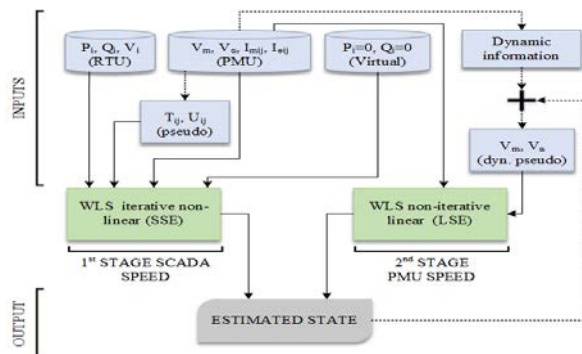 INPUTS
Pᵢ, Qᵢ, Vᵢ
(RTU)
Vₘ, Vₐ, Iₘᵢⱼ, Iₐᵢⱼ
(PMU)
Pᵢ=0, Qᵢ=0
(Virtual)
Dynamic
information
Tᵢⱼ, Uᵢⱼ
(pseudo)
Vₘ, Vₐ
(dyn. pseudo)
WLS iterative non-
linear (SSE)
WLS non-iterative
linear (LSE)
1ˢᵗ STAGE SCADA
SPEED
2ⁿᵈ STAGE
PMU SPEED
OUTPUT
ESTIMATED STATE